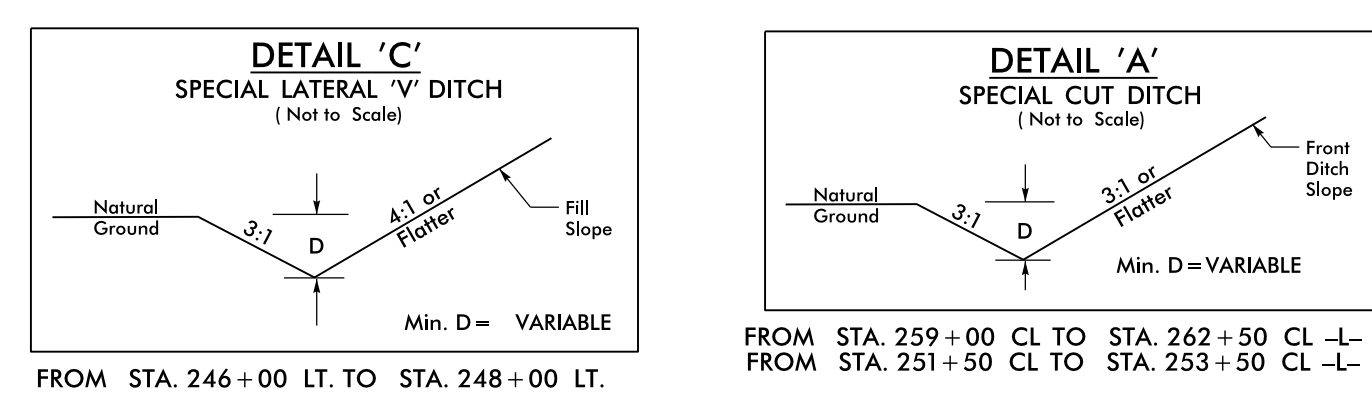 DETAIL 'C'
SPECIAL LATERAL 'V' DITCH
( Not to Scale)
Natural
Ground
3:1
D
4:1 or
Flatter
Fill
Slope
Min. D = VARIABLE
FROM STA. 246+00 LT. TO STA. 248+00 LT.
DETAIL 'A'
SPECIAL CUT DITCH
( Not to Scale)
Natural
Ground
3:1
D
3:1 or
Flatter
Front
Ditch
Slope
Min. D = VARIABLE
FROM STA. 259+00 CL TO STA. 262+50 CL -L-
FROM STA. 251+50 CL TO STA. 253+50 CL -L-